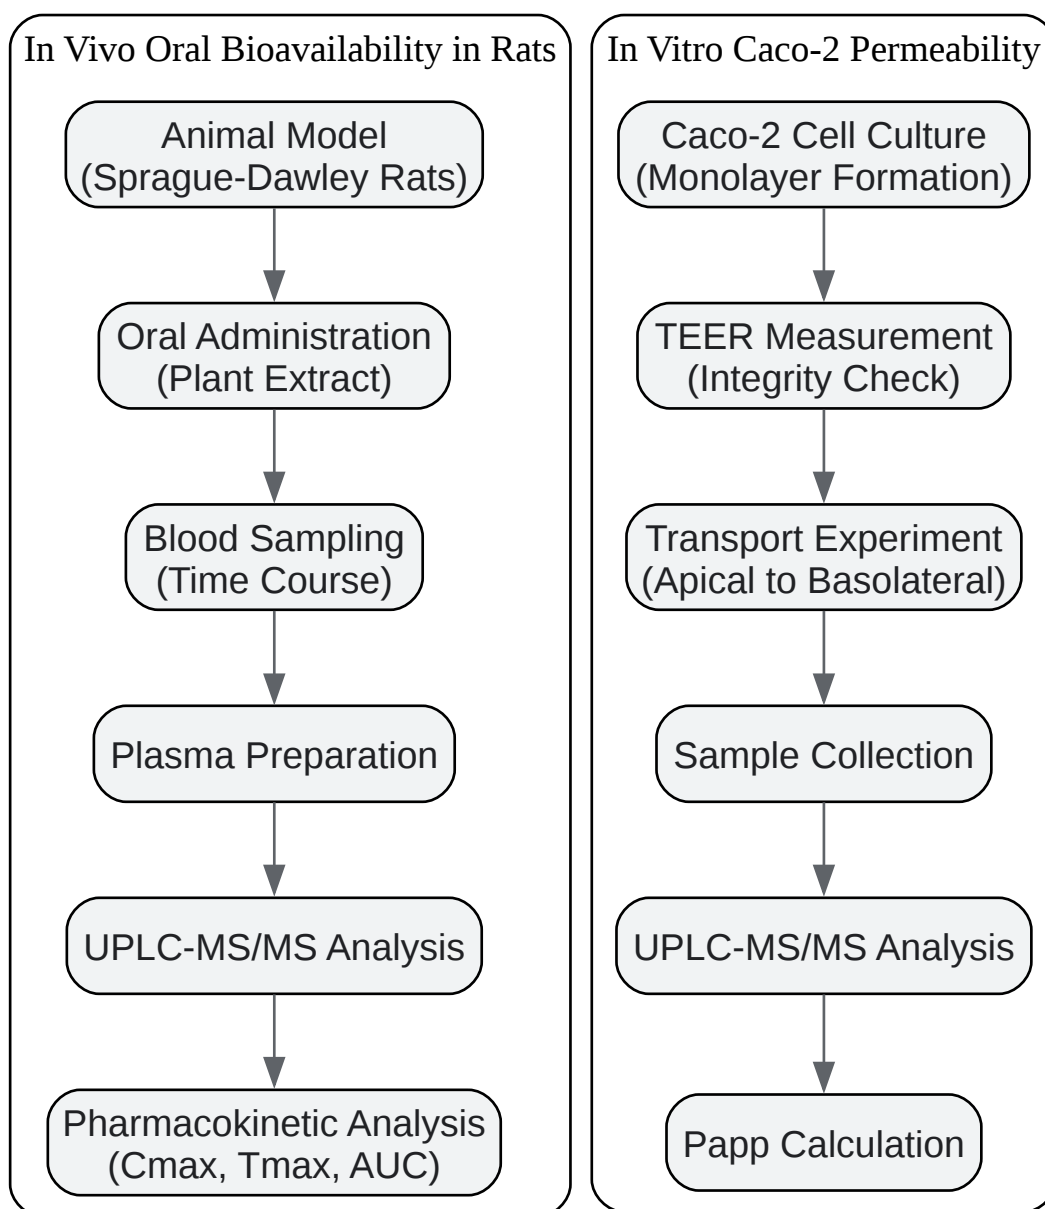 In Vivo Oral Bioavailability in Rats
Animal Model
(Sprague-Dawley Rats)
Oral Administration
(Plant Extract)
Blood Sampling
(Time Course)
Plasma Preparation
UPLC-MS/MS Analysis
Pharmacokinetic Analysis
(Cmax, Tmax, AUC)
In Vitro Caco-2 Permeability
Caco-2 Cell Culture
(Monolayer Formation)
TEER Measurement
(Integrity Check)
Transport Experiment
(Apical to Basolateral)
Sample Collection
UPLC-MS/MS Analysis
Papp Calculation